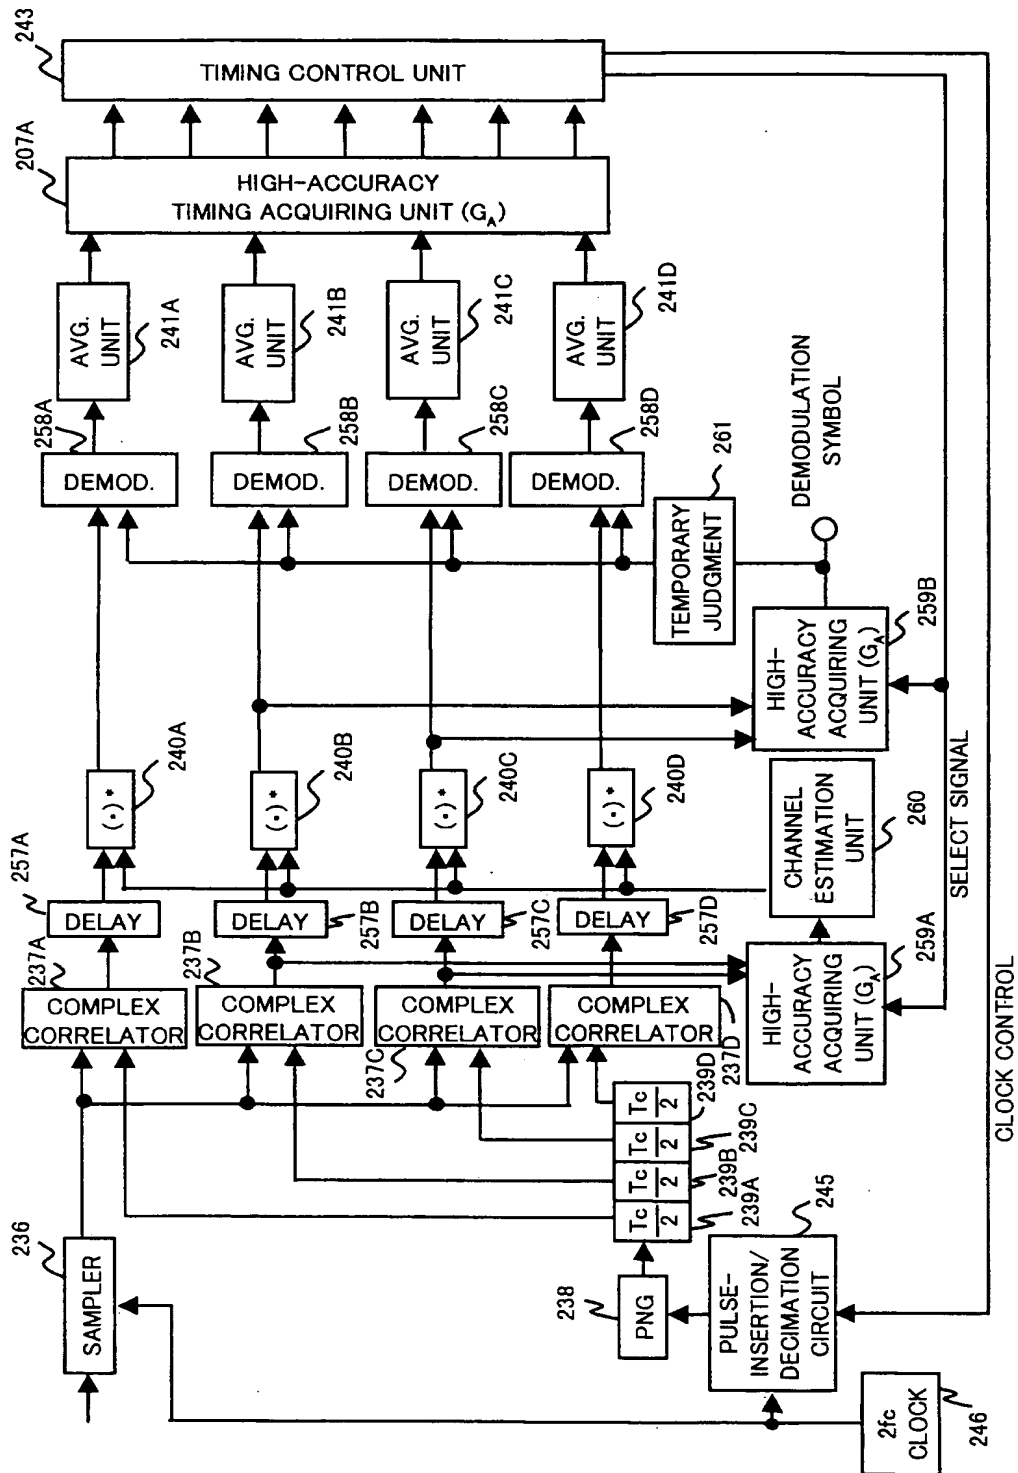 243
TIMING CONTROL UNIT
207A
HIGH-ACCURACY
TIMING ACQUIRING UNIT (GA)
AVG.
UNIT
241A
AVG.
UNIT
241B
AVG.
UNIT
241C
AVG.
UNIT
241D
258A
DEMOD.
258B
DEMOD.
258C
DEMOD.
258D
DEMOD.
261
TEMPORARY
JUDGMENT
DEMODULATION
SYMBOL
HIGH-
ACCURACY
ACQUIRING
UNIT (GA)
259B
(•)*
240A
(•)*
240B
(•)*
240C
(•)*
240D
CHANNEL
ESTIMATION
UNIT
260
SELECT SIGNAL
257A
DELAY
DELAY
257B
DELAY
257C
DELAY
257D
237A
COMPLEX
CORRELATOR
237B
COMPLEX
CORRELATOR
COMPLEX
CORRELATOR
237C
COMPLEX
CORRELATOR
237D
HIGH-
ACCURACY
ACQUIRING
UNIT (GA)
259A
CLOCK CONTROL
Tc
2
239D
Tc
2
239C
Tc
2
239B
Tc
2
239A
236
SAMPLER
238
PNG
PULSE-
INSERTION/
DECIMATION
CIRCUIT
245
2fc
CLOCK
246